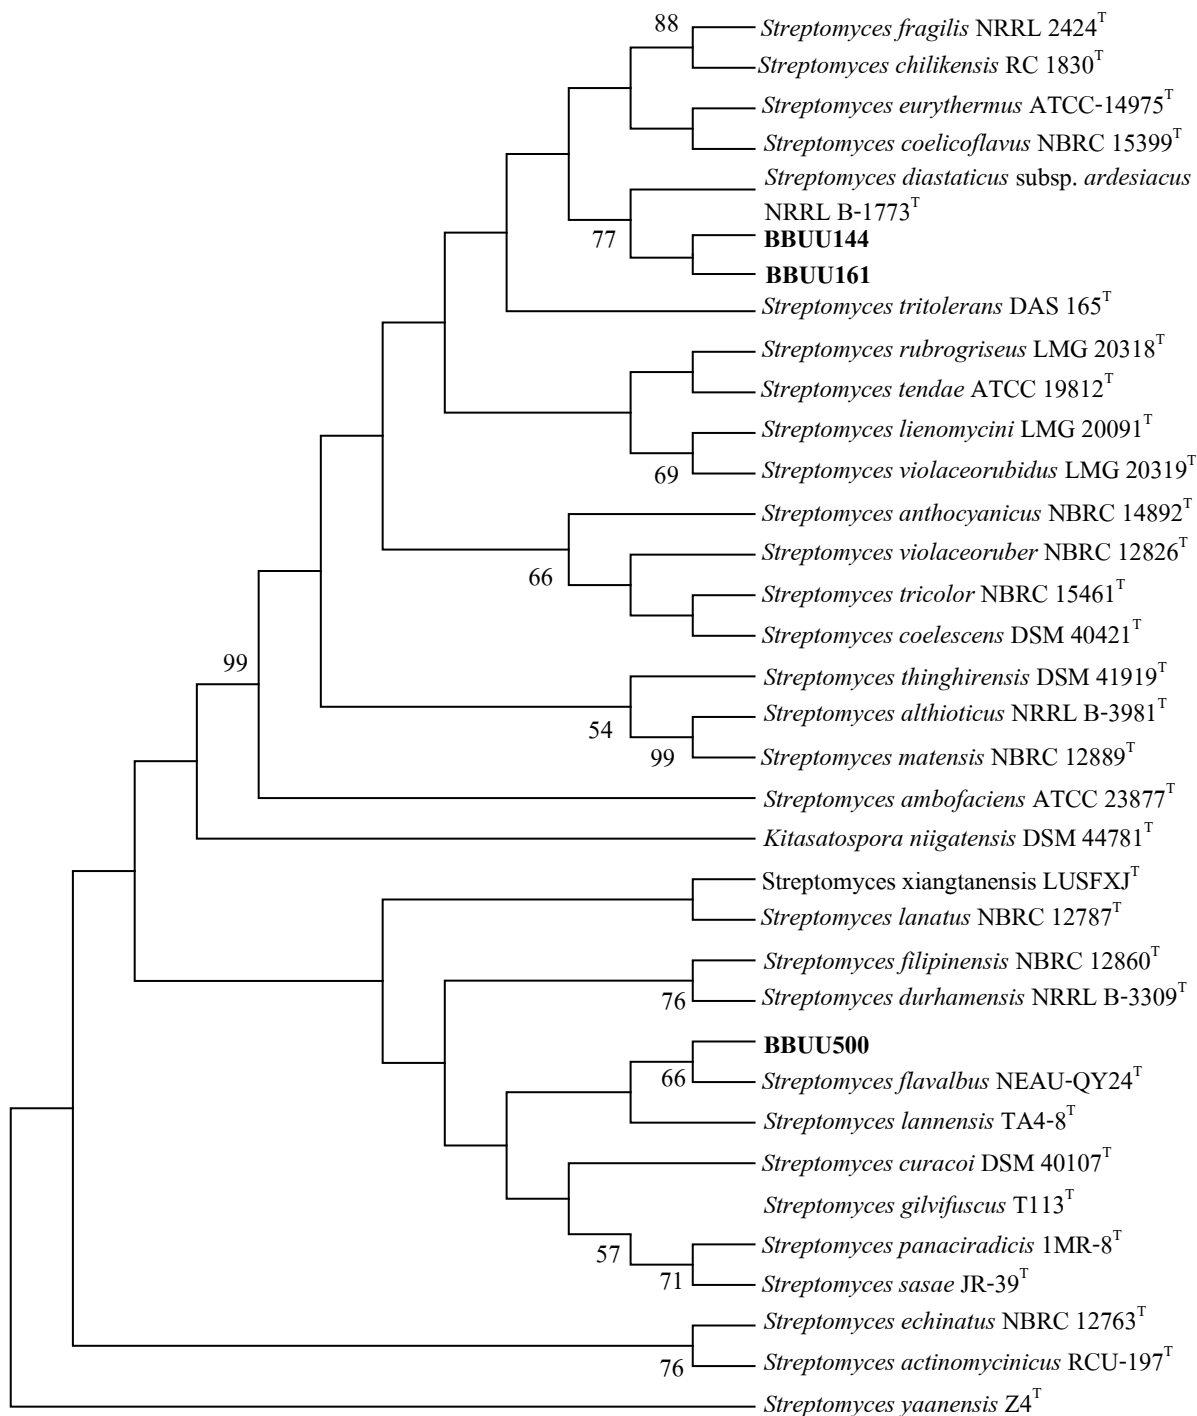 88
Streptomyces fragilis NRRL 2424T
Streptomyces chilikensis RC 1830T
Streptomyces eurythermus ATCC-14975T
Streptomyces coelicoflavus NBRC 15399T
Streptomyces diastaticus subsp. ardesiacus
NRRL B-1773T
77
BBUU144
BBUU161
Streptomyces tritolerans DAS 165T
Streptomyces rubrogriseus LMG 20318T
Streptomyces tendae ATCC 19812T
Streptomyces lienomycini LMG 20091T
69
Streptomyces violaceorubidus LMG 20319T
Streptomyces anthocyanicus NBRC 14892T
Streptomyces violaceoruber NBRC 12826T
66
Streptomyces tricolor NBRC 15461T
Streptomyces coelescens DSM 40421T
99
Streptomyces thinghirensis DSM 41919T
Streptomyces althioticus NRRL B-3981T
54
99
Streptomyces matensis NBRC 12889T
Streptomyces ambofaciens ATCC 23877T
Kitasatospora niigatensis DSM 44781T
Streptomyces xiangtanensis LUSFXJT
Streptomyces lanatus NBRC 12787T
Streptomyces filipinensis NBRC 12860T
76
Streptomyces durhamensis NRRL B-3309T
BBUU500
66
Streptomyces flavalbus NEAU-QY24T
Streptomyces lannensis TA4-8T
Streptomyces curacoi DSM 40107T
Streptomyces gilvifuscus T113T
Streptomyces panaciradicis 1MR-8T
57
71
Streptomyces sasae JR-39T
Streptomyces echinatus NBRC 12763T
76
Streptomyces actinomycinicus RCU-197T
Streptomyces yaanensis Z4T